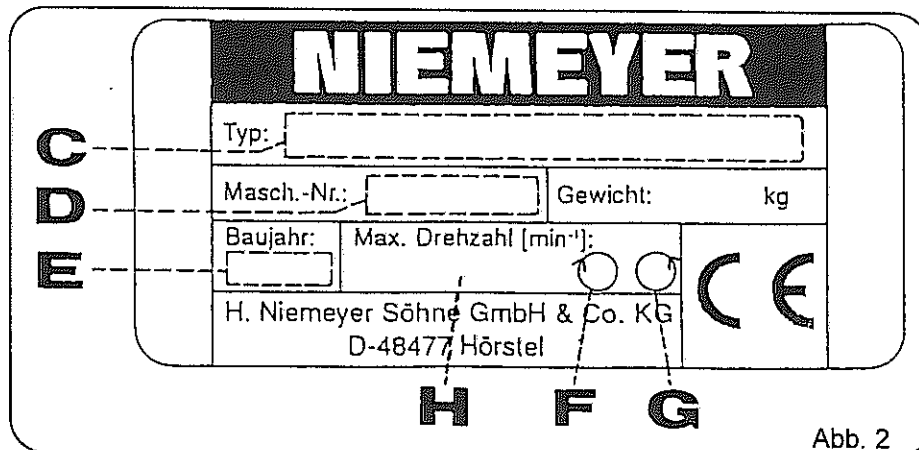 NIEMEYER
C
Typ:
D
Masch.-Nr.:
Gewicht: kg
E
Baujahr:
Max. Drehzahl [min⁻¹]:
CE
H. Niemeyer Söhne GmbH & Co. KG
D-48477 Hörstel
H F G
Abb. 2